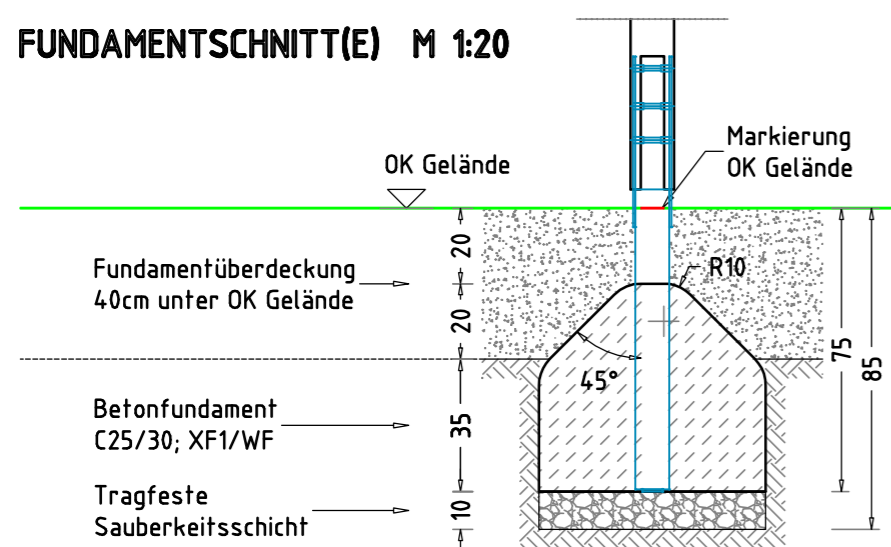 FUNDAMENTSCHNITT(E) M 1:20
Markierung
OK Gelände
OK Gelände
20
Fundamentüberdeckung
40cm unter OK Gelände
R10
20
75
85
45°
Betonfundament
C25/30; XF1/WF
35
Tragfeste
Sauberkeitsschicht
10